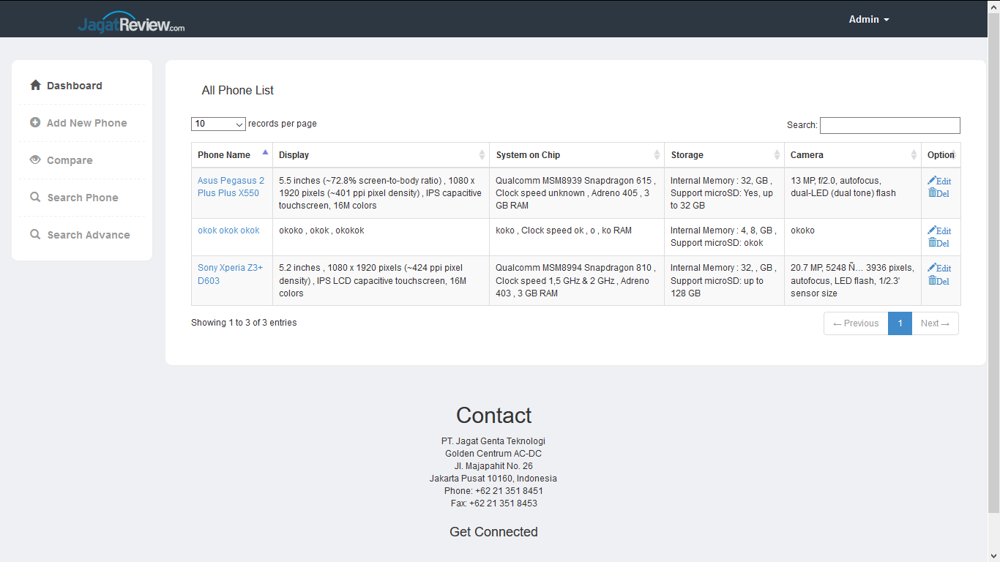 JagatReview.com
Admin
Dashboard
Add New Phone
Compare
Search Phone
Search Advance
All Phone List
10 records per page
Search:
Phone Name Display System on Chip Storage Camera Option
Asus Pegasus 2 5.5 inches (~72.8% screen-to-body ratio) , 1080 x Qualcomm MSM8939 Snapdragon 615 , Internal Memory : 32, GB , 13 MP, f/2.0, autofocus, Edit
Plus Plus X550 1920 pixels (~401 ppi pixel density) , IPS capacitive Clock speed unknown , Adreno 405 , 3 Support microSD: Yes, up dual-LED (dual tone) flash Del
touchscreen, 16M colors GB RAM to 32 GB
okok okok okok okoko , okok , okokok koko , Clock speed ok , o , ko RAM Internal Memory : 4, 8, GB , okoko Edit
Support microSD: okok Del
Sony Xperia Z3+ 5.2 inches , 1080 x 1920 pixels (~424 ppi pixel Qualcomm MSM8994 Snapdragon 810 , Internal Memory : 32, , GB , 20.7 MP, 5248 Ñ… 3936 pixels, Edit
D603 density) , IPS LCD capacitive touchscreen, 16M Clock speed 1,5 GHz & 2 GHz , Adreno Support microSD: up to autofocus, LED flash, 1/2.3' Del
colors 403 , 3 GB RAM 128 GB sensor size
Showing 1 to 3 of 3 entries
← Previous 1 Next →
Contact
PT. Jagat Genta Teknologi
Golden Centrum AC-DC
Jl. Majapahit No. 26
Jakarta Pusat 10160, Indonesia
Phone: +62 21 351 8451
Fax: +62 21 351 8453
Get Connected